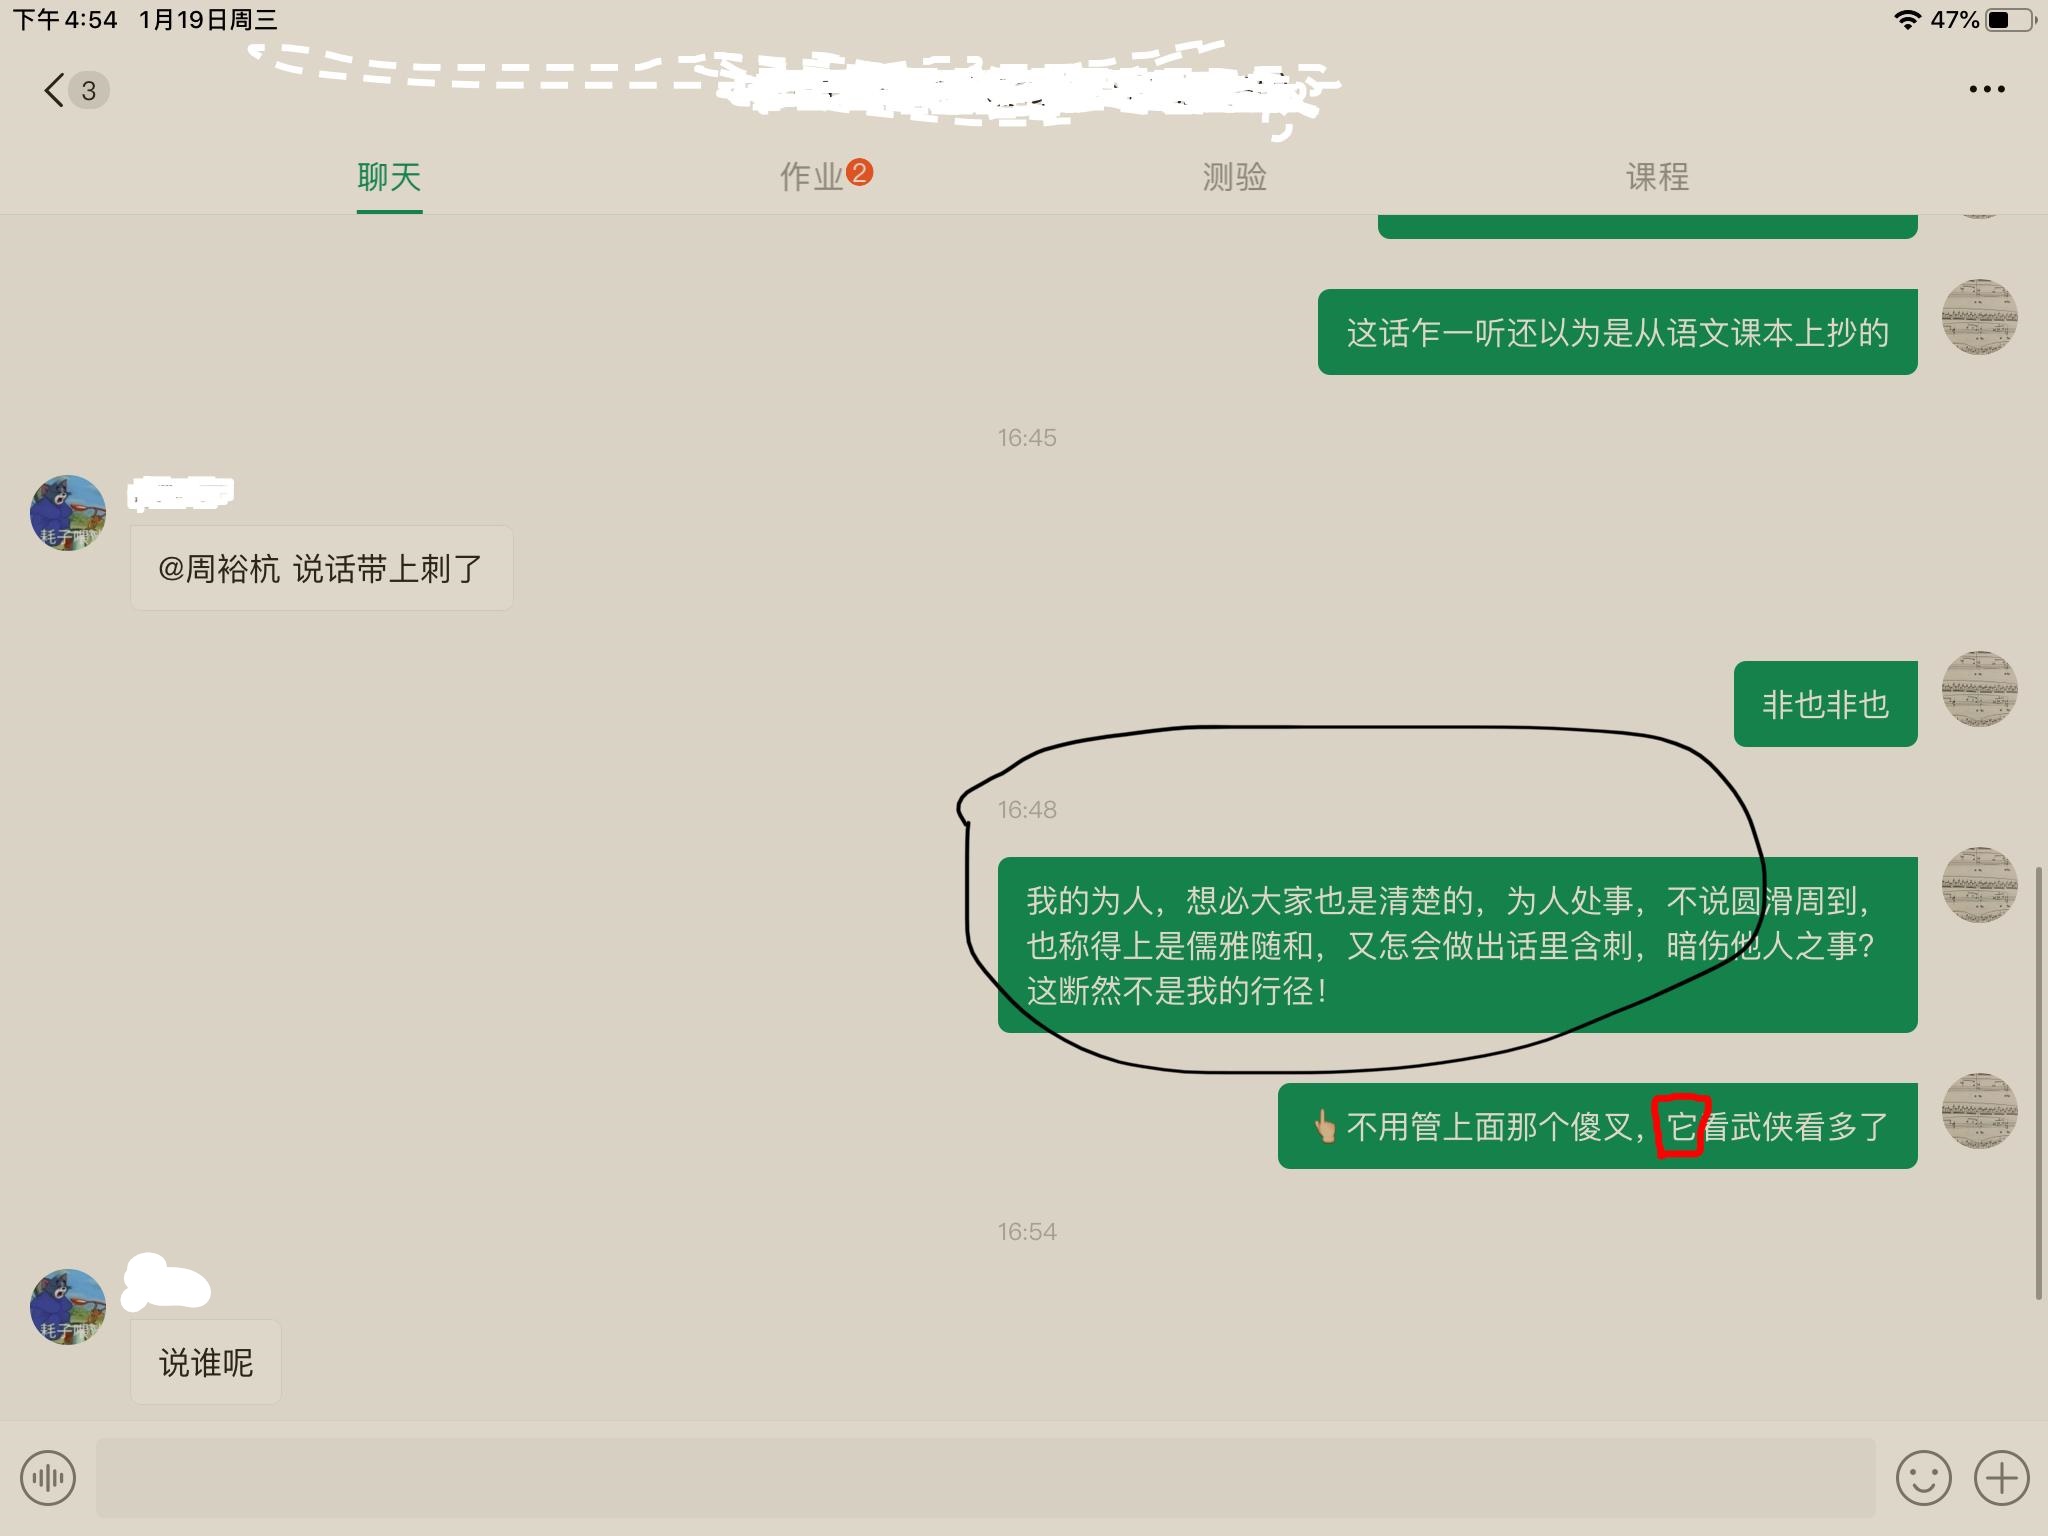 下午4:54 1月19日周三
47%
3
聊天
作业2
测验
课程
这话乍一听还以为是从语文课本上抄的
16:45
@周裕杭 说话带上刺了
非也非也
16:48
我的为人，想必大家也是清楚的，为人处事，不说圆滑周到，
也称得上是儒雅随和，又怎会做出话里含刺，暗伤他人之事？
这断然不是我的行径！
👆🏼不用管上面那个傻叉，它看武侠看多了
16:54
说谁呢